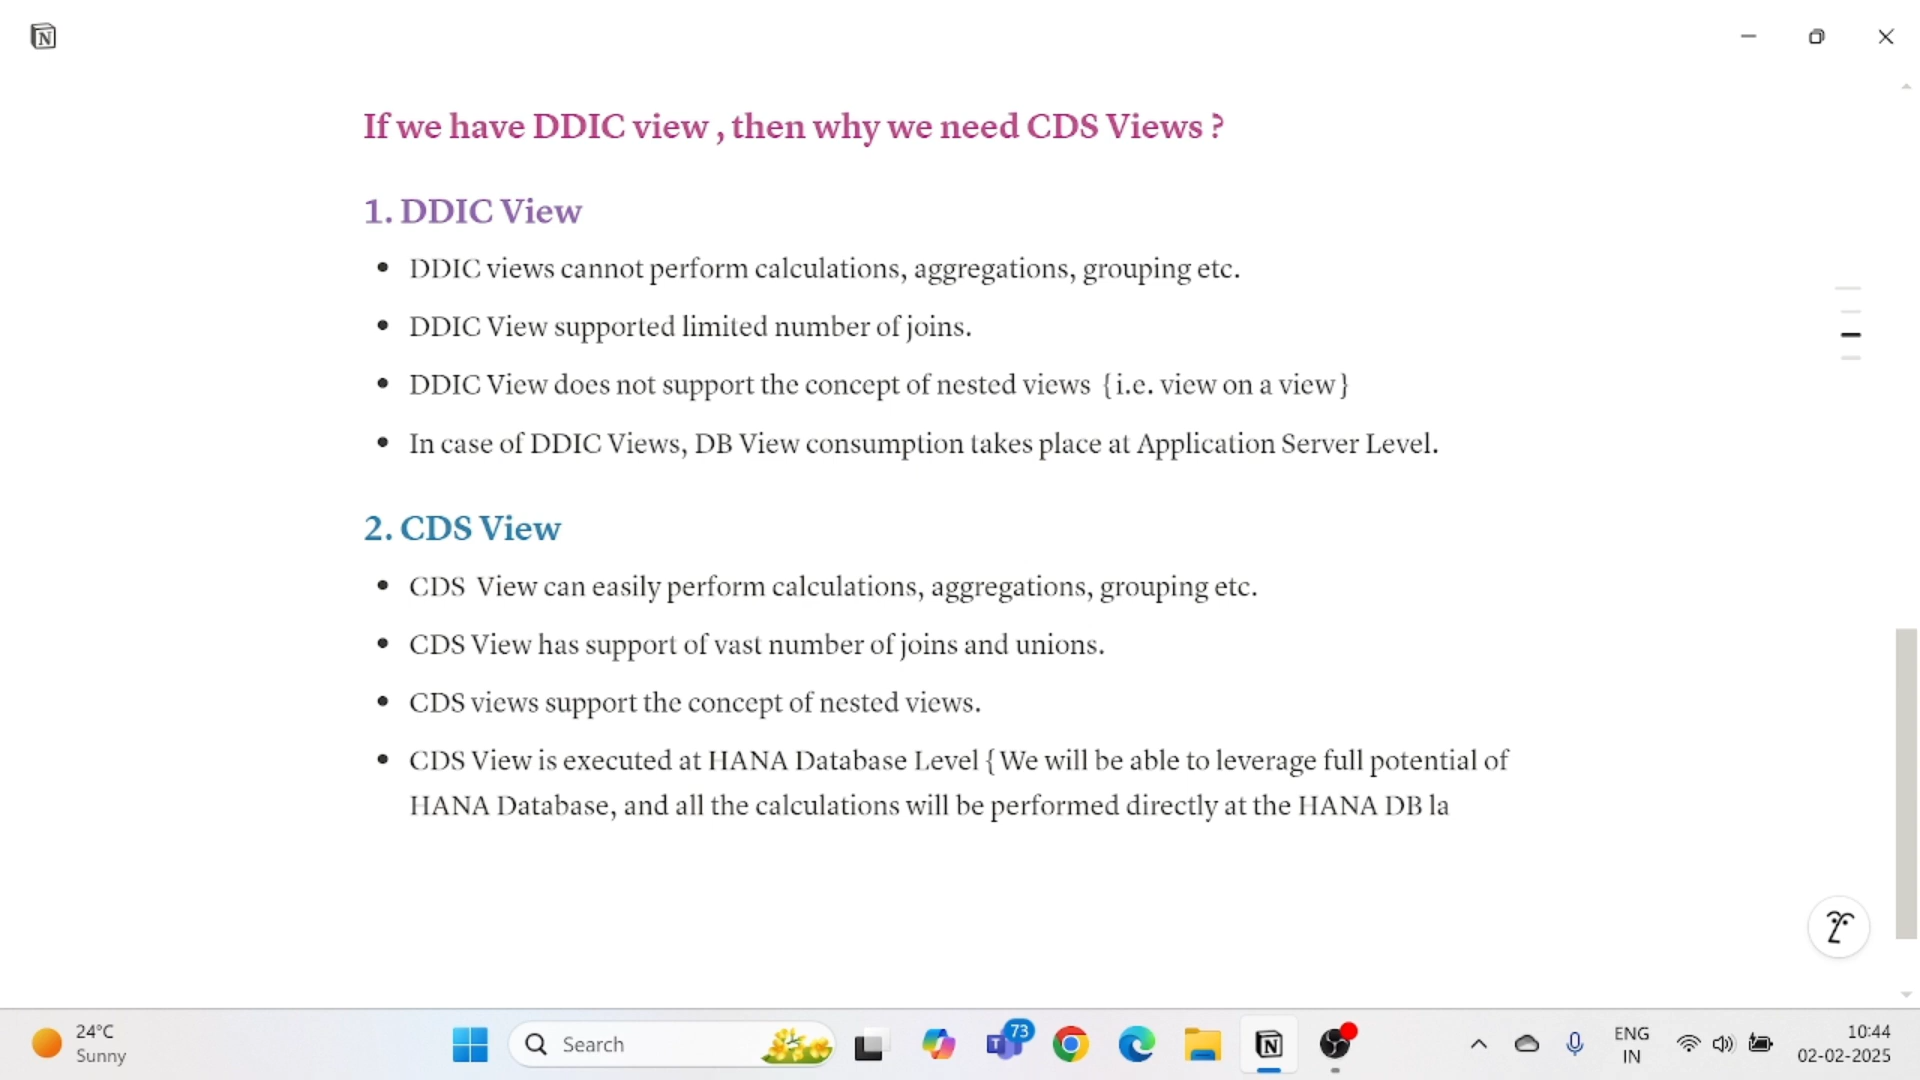 If we have DDIC view , then why we need CDS Views ?
1. DDIC View
• DDIC views cannot perform calculations, aggregations, grouping etc.
• DDIC View supported limited number of joins.
• DDIC View does not support the concept of nested views {i.e. view on a view}
• In case of DDIC Views, DB View consumption takes place at Application Server Level.
2. CDS View
• CDS View can easily perform calculations, aggregations, grouping etc.
• CDS View has support of vast number of joins and unions.
• CDS views support the concept of nested views.
• CDS View is executed at HANA Database Level {We will be able to leverage full potential of
HANA Database, and all the calculations will be performed directly at the HANA DB la
24°C
Sunny
Search
73
ENG
IN
10:44
02-02-2025